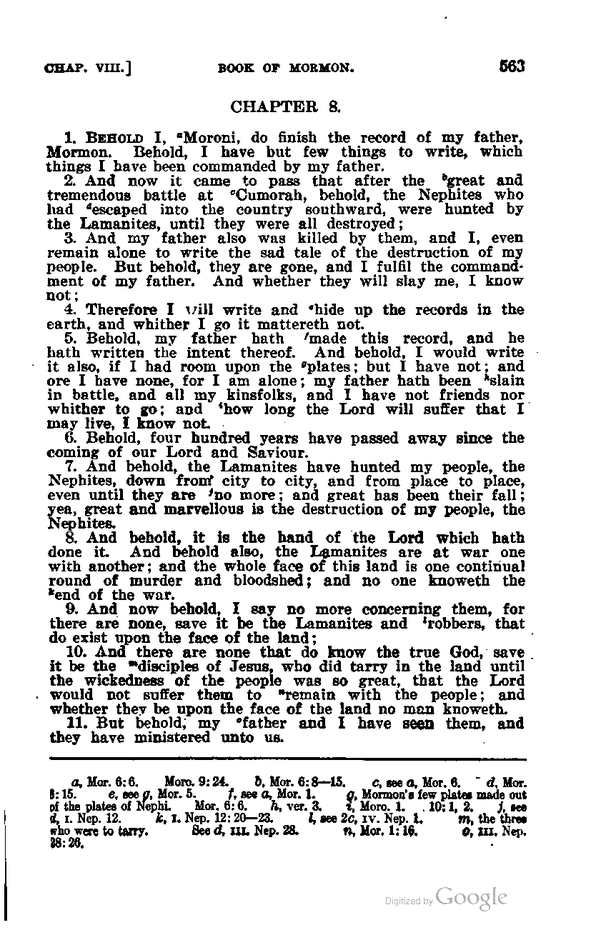 CHAP. VIII.] BOOK OF MORMON. 563
CHAPTER 8.
1. BEHOLD I, ᵃMoroni, do finish the record of my father,
Mormon. Behold, I have but few things to write, which
things I have been commanded by my father.
2. And now it came to pass that after the ᵇgreat and
tremendous battle at ᶜCumorah, behold, the Nephites who
had ᵈescaped into the country southward, were hunted by
the Lamanites, until they were all destroyed;
3. And my father also was killed by them, and I, even
remain alone to write the sad tale of the destruction of my
people. But behold, they are gone, and I fulfil the command-
ment of my father. And whether they will slay me, I know
not;
4. Therefore I will write and ᵉhide up the records in the
earth, and whither I go it mattereth not.
5. Behold, my father hath ᶠmade this record, and he
hath written the intent thereof. And behold, I would write
it also, if I had room upon the ᵍplates; but I have not; and
ore I have none, for I am alone; my father hath been ʰslain
in battle, and all my kinsfolks, and I have not friends nor
whither to go; and ⁱhow long the Lord will suffer that I
may live, I know not.
6. Behold, four hundred years have passed away since the
coming of our Lord and Saviour.
7. And behold, the Lamanites have hunted my people, the
Nephites, down from city to city, and from place to place,
even until they are ʲno more; and great has been their fall;
yea, great and marvellous is the destruction of my people, the
Nephites.
8. And behold, it is the hand of the Lord which hath
done it. And behold also, the Lamanites are at war one
with another; and the whole face of this land is one continual
round of murder and bloodshed; and no one knoweth the
ᵏend of the war.
9. And now behold, I say no more concerning them, for
there are none, save it be the Lamanites and ˡrobbers, that
do exist upon the face of the land;
10. And there are none that do know the true God, save
it be the ᵐdisciples of Jesus, who did tarry in the land until
the wickedness of the people was so great, that the Lord
would not suffer them to ⁿremain with the people; and
whether they be upon the face of the land no man knoweth.
11. But behold, my ᵒfather and I have seen them, and
they have ministered unto us.
a, Mor. 6:6. Moro. 9:24. b, Mor. 6:8—15. c, see a, Mor. 6. d, Mor.
8:15. e, see g, Mor. 5. f, see a, Mor. 1. g, Mormon's few plates made out
of the plates of Nephi. Mor. 6:6. h, ver. 3. i, Moro. 1. 10:1, 2. j, see
d, I. Nep. 12. k, I. Nep. 12:20—23. l, see 2c, IV. Nep. 1. m, the three
who were to tarry. See d, III. Nep. 28. n, Mor. 1:16. o, III. Nep.
28:26.
Digitized by Google